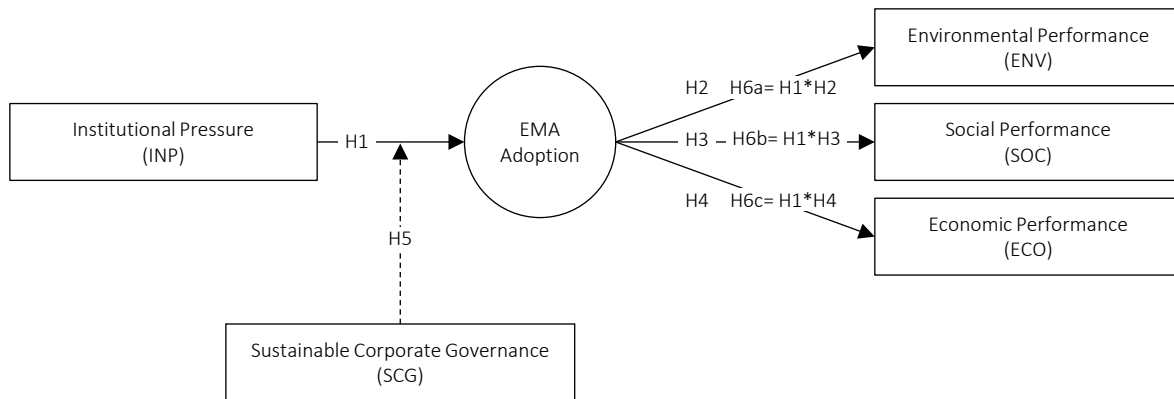 Environmental Performance
(ENV)
H2 H6a= H1*H2
Institutional Pressure
(INP)
H1
EMA
Adoption
H3 H6b= H1*H3
Social Performance
(SOC)
H4 H6c= H1*H4
Economic Performance
(ECO)
H5
Sustainable Corporate Governance
(SCG)